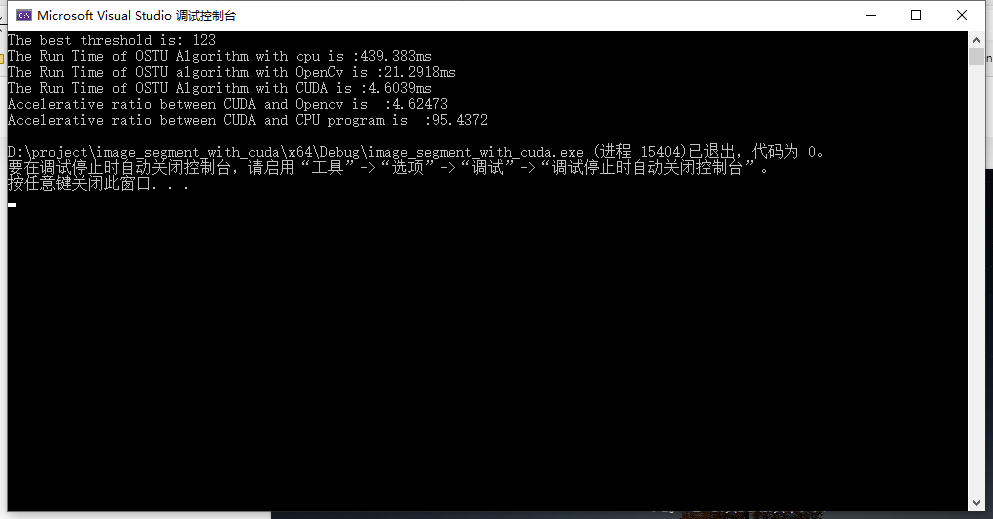 Microsoft Visual Studio 调试控制台
The best threshold is: 123
The Run Time of OSTU Algorithm with cpu is :439.383ms
The Run Time of OSTU algorithm with OpenCv is :21.2918ms
The Run Time of OSTU Algorithm with CUDA is :4.6039ms
Accelerative ratio between CUDA and Opencv is  :4.62473
Accelerative ratio between CUDA and CPU program is  :95.4372
D:\project\image_segment_with_cuda\x64\Debug\image_segment_with_cuda.exe (进程 15404)已退出，代码为 0。
要在调试停止时自动关闭控制台，请启用“工具”->“选项”->“调试”->“调试停止时自动关闭控制台”。
按任意键关闭此窗口. . .